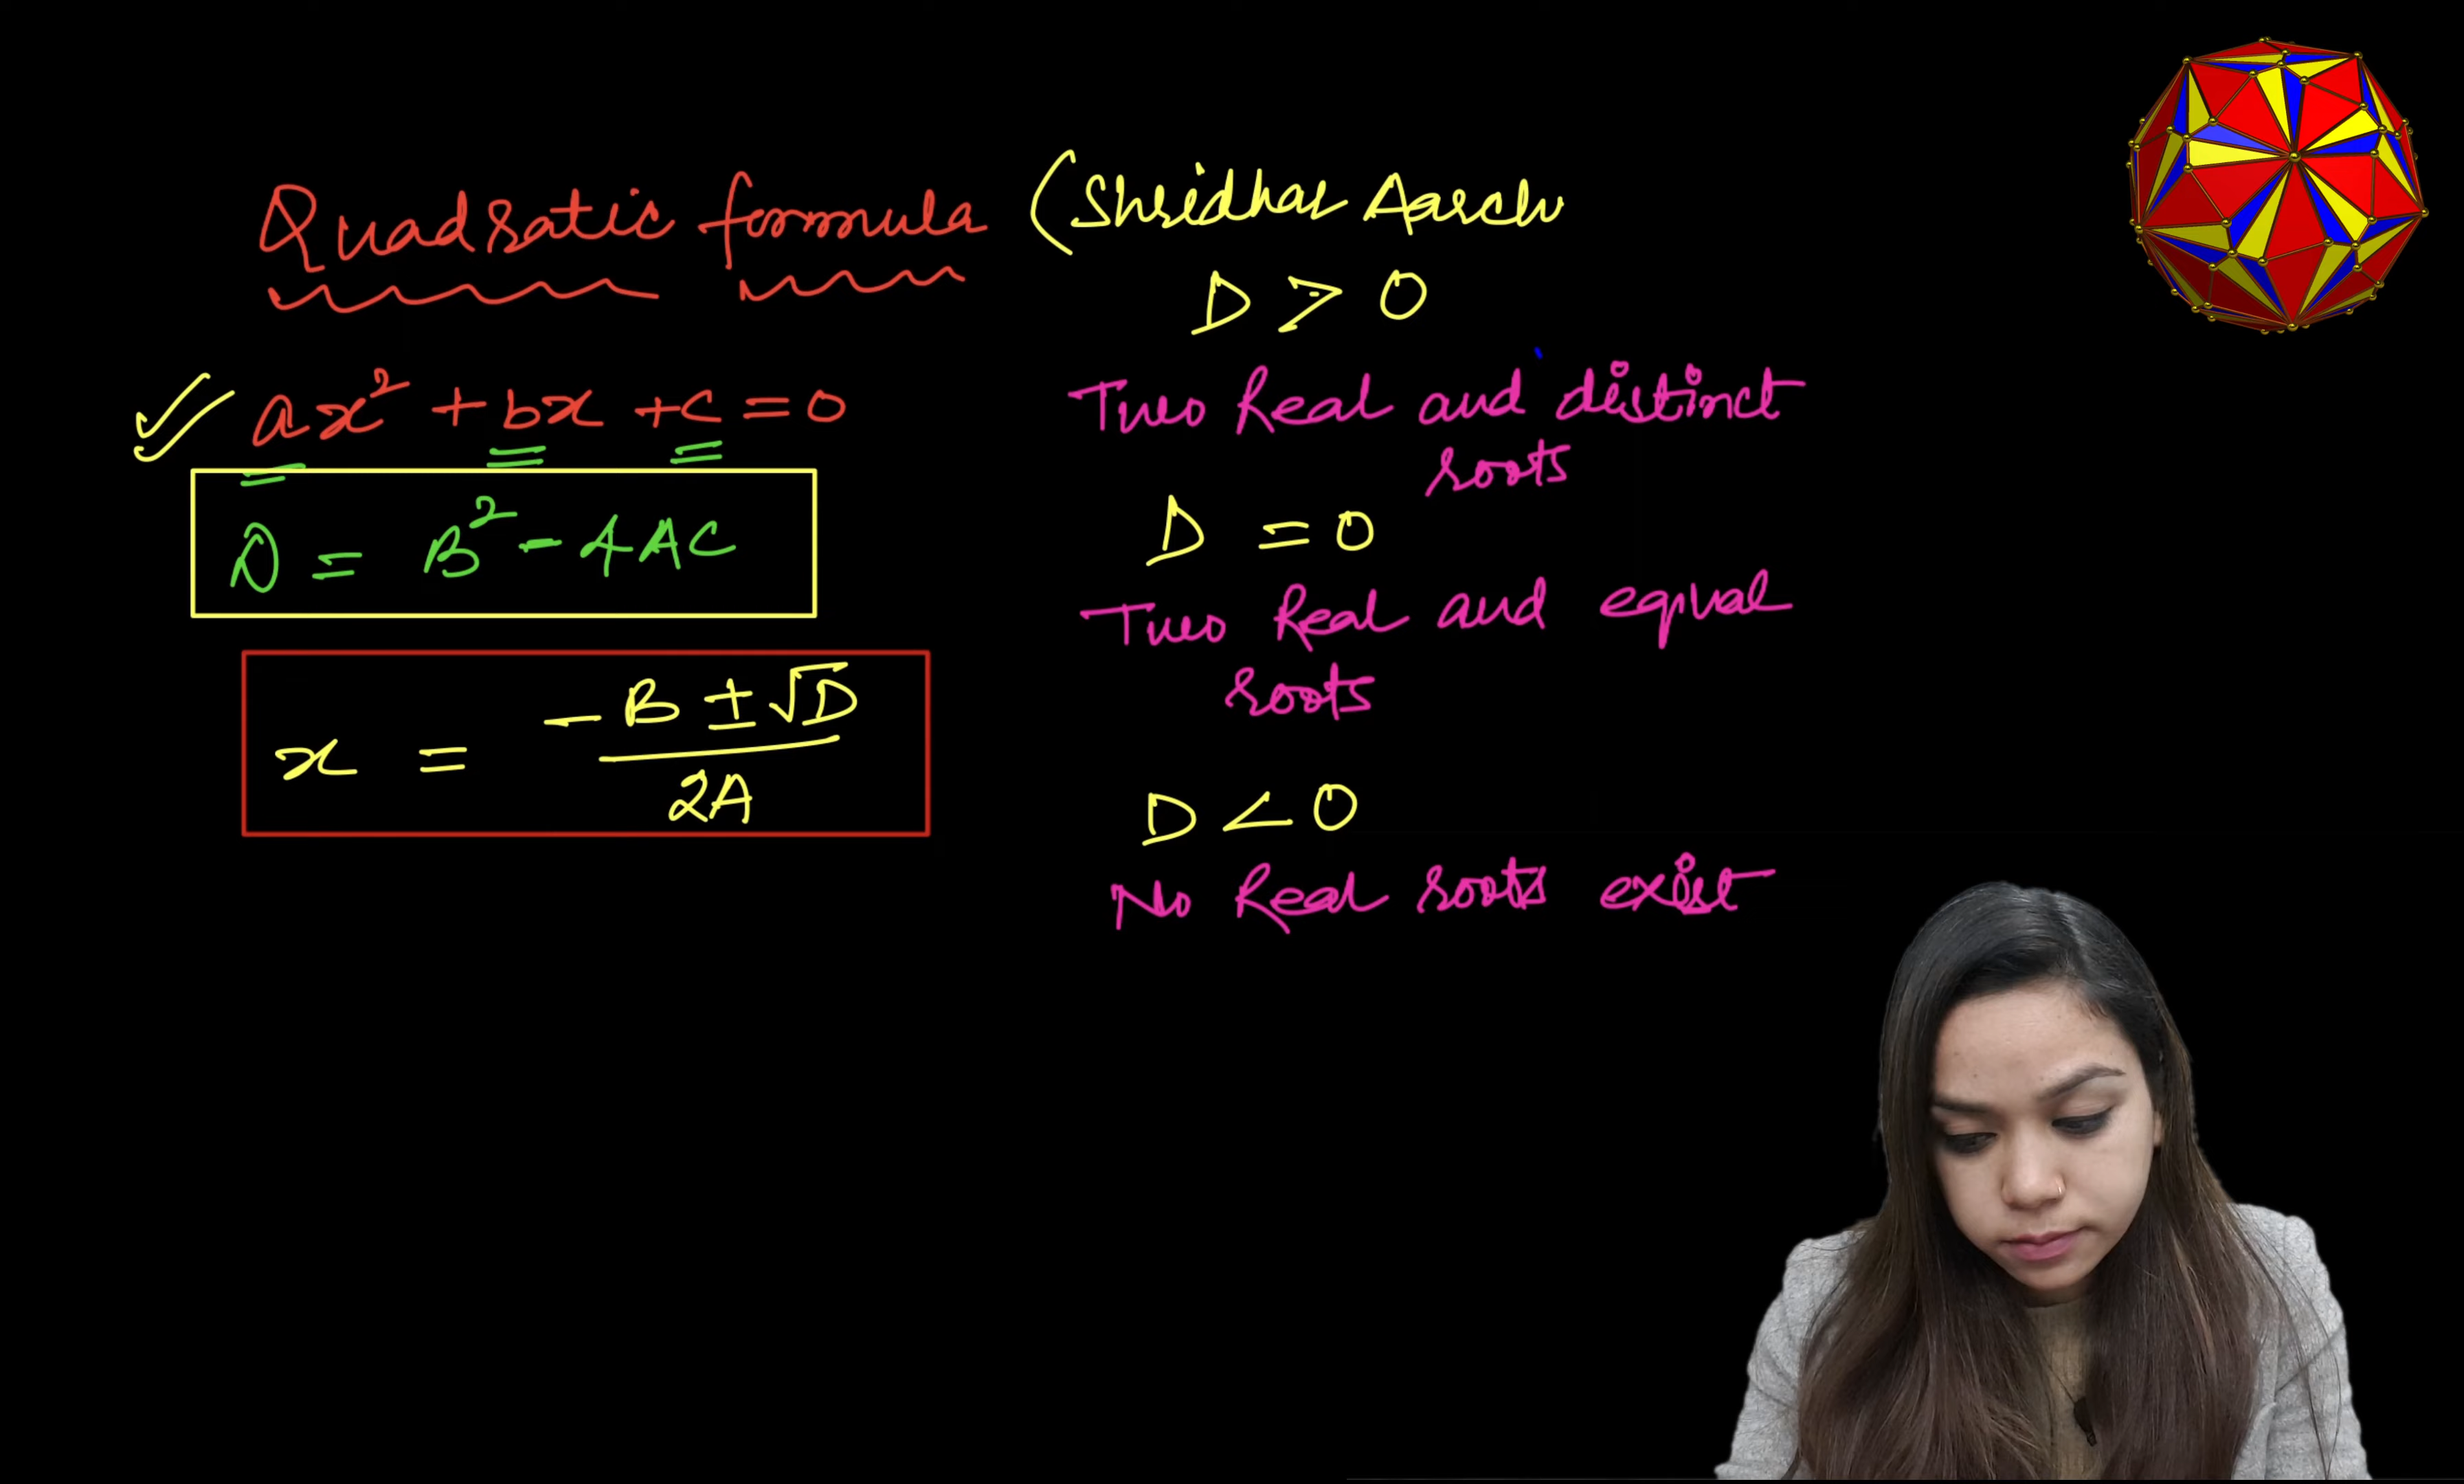 Quadratic formula (Shridhar Aarch
ax² + bx + c = 0
D = B² - 4AC
x = -B ± √D / 2A
D > 0
Two Real and distinct
roots
D = 0
Two Real and equal
roots
D < 0
No Real roots exist